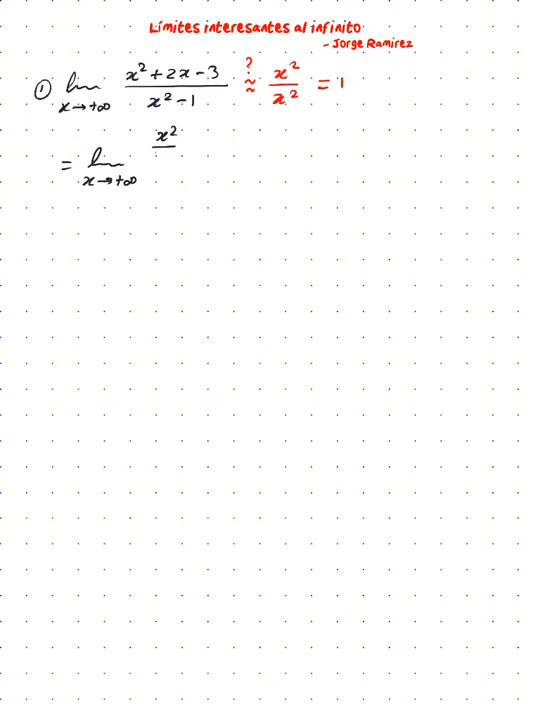 Límites interesantes al infinito
- Jorge Ramirez
① lim x→+∞ (x² + 2x - 3)/(x² - 1) ≈? x²/x² = 1
= lim x→+∞ x²/